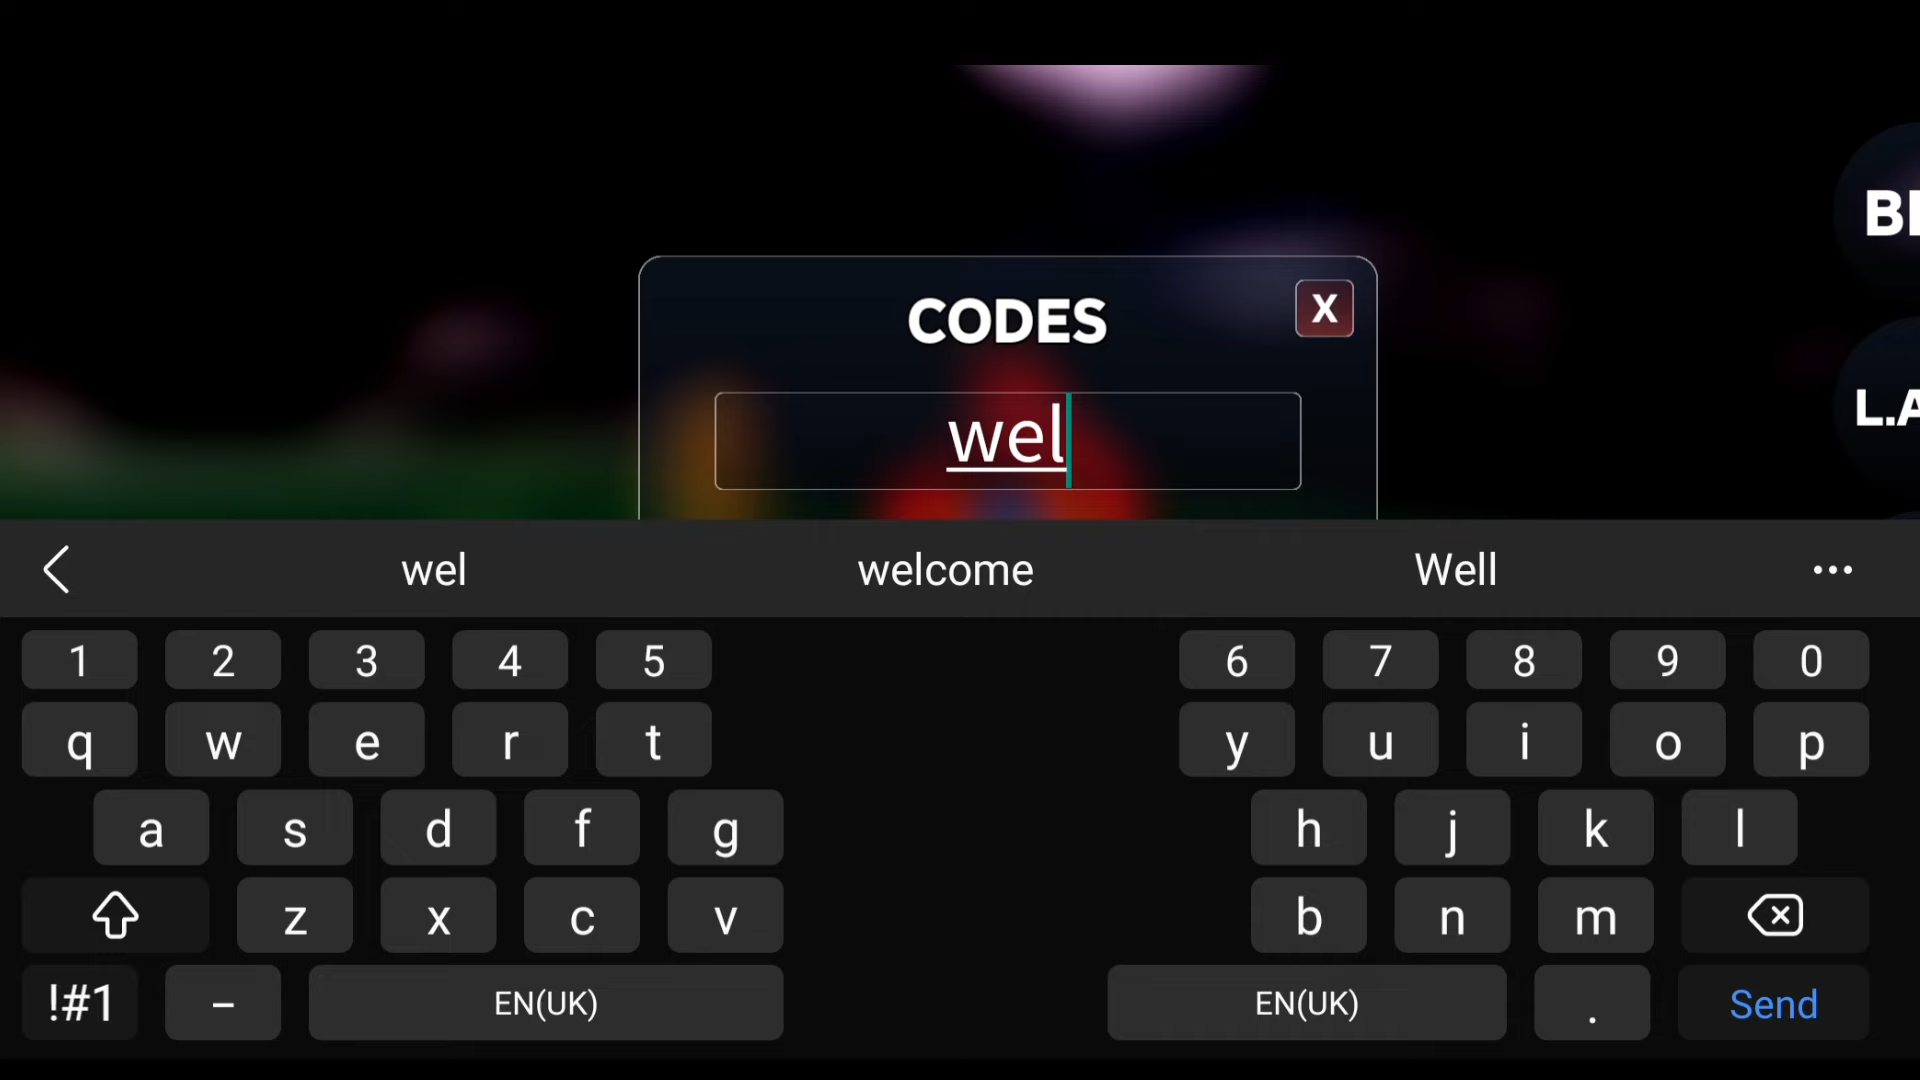 BI
L.A
CODES
X
wel
wel welcome Well
1 2 3 4 5 6 7 8 9 0
q w e r t y u i o p
a s d f g h j k l
z x c v b n m
!#1 – EN(UK) EN(UK) . Send